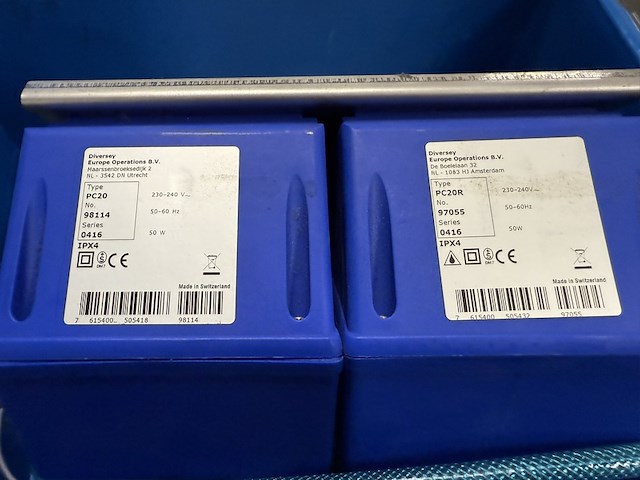 Diversey
Europe Operations B.V.
Maarssenbroeksedijk 2
NL - 3542 DN Utrecht
Type
PC20
No.
98114
Series
0416
IPX4
230-240 V~
50-60 Hz
50 W
CE
Made in Switzerland
7 615400 505418
98114
Diversey
Europe Operations B.V.
De Boelelaan 32
NL - 1083 HJ Amsterdam
Type
PC20R
No.
97055
Series
0416
IPX4
230-240V~
50-60Hz
50W
CE
Made in Switzerland
7 615400 505432
97055